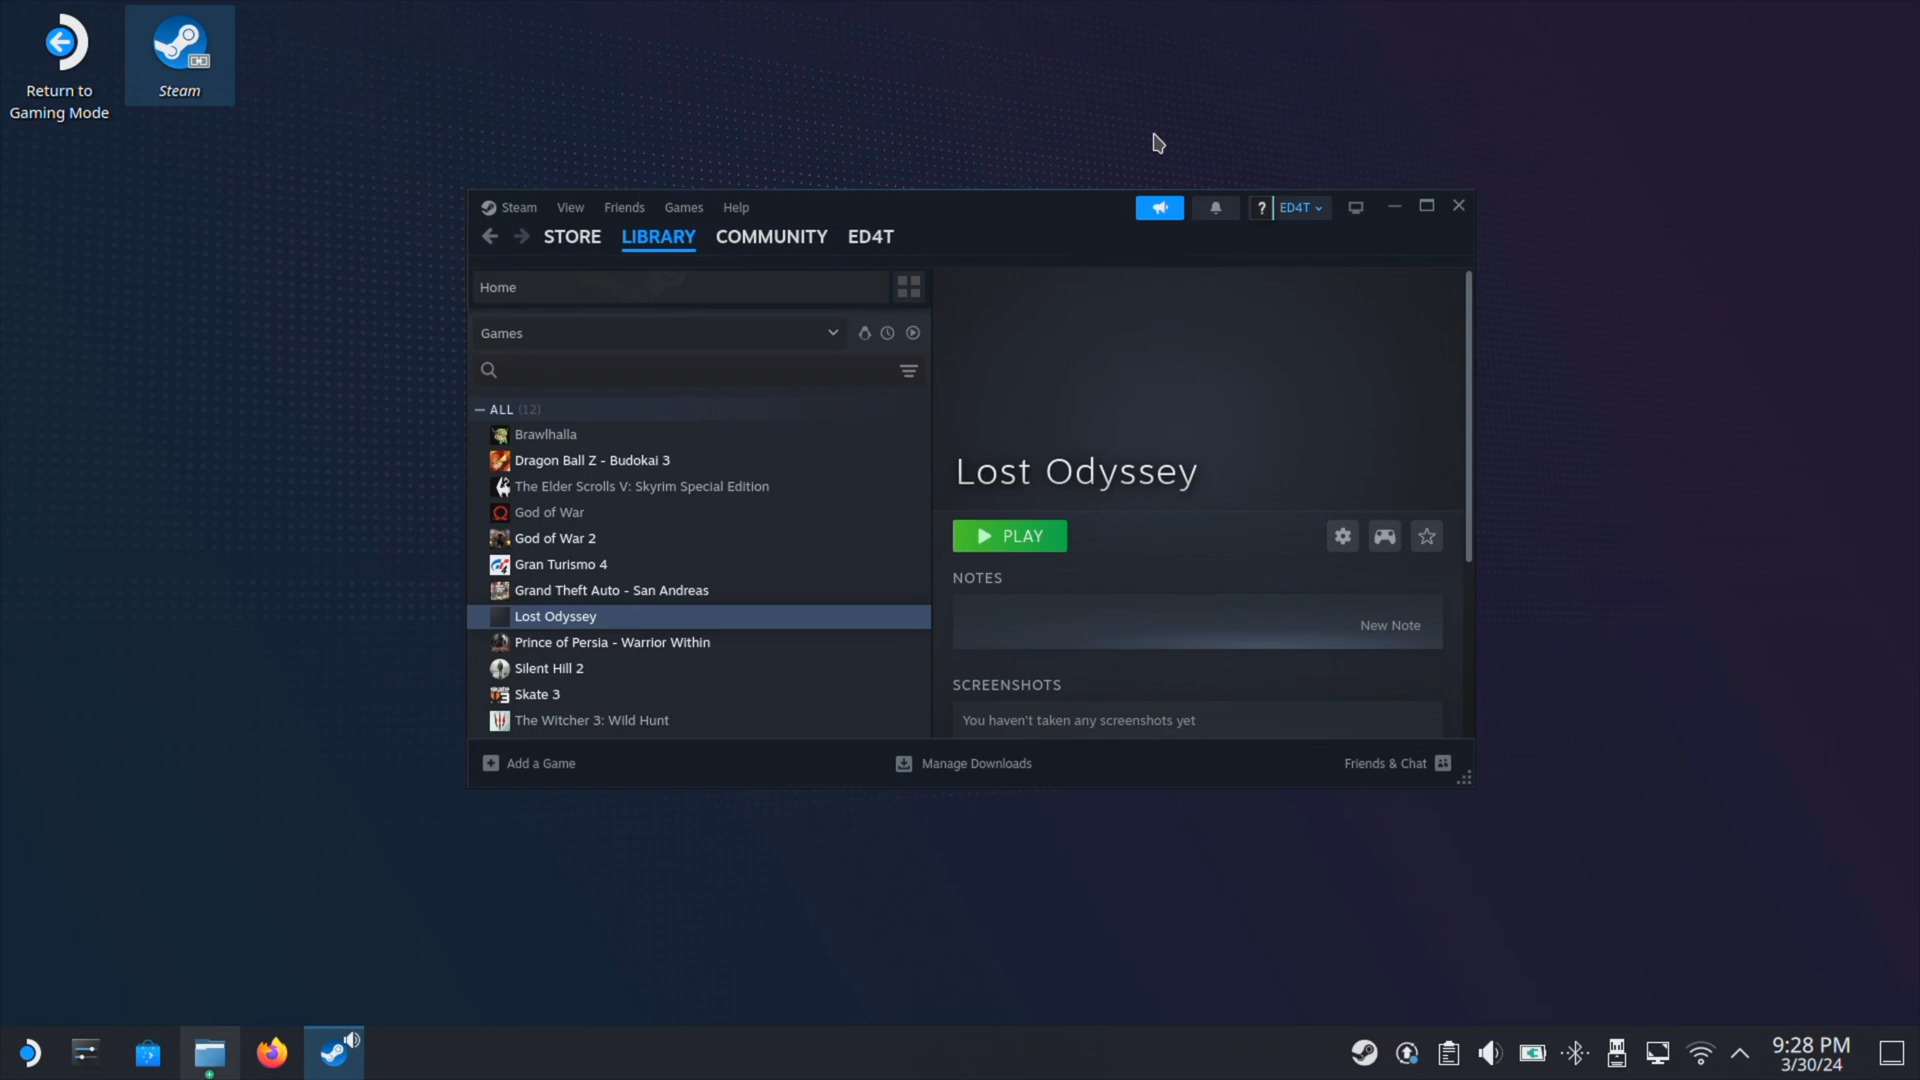 Return to
Gaming Mode
Steam
Steam View Friends Games Help
? ED4T
STORE LIBRARY COMMUNITY ED4T
Home
Games
ALL (12)
Brawlhalla
Dragon Ball Z - Budokai 3
The Elder Scrolls V: Skyrim Special Edition
God of War
God of War 2
Gran Turismo 4
Grand Theft Auto - San Andreas
Lost Odyssey
Prince of Persia - Warrior Within
Silent Hill 2
Skate 3
The Witcher 3: Wild Hunt
Lost Odyssey
PLAY
NOTES
New Note
SCREENSHOTS
You haven't taken any screenshots yet
Add a Game
Manage Downloads
Friends & Chat
9:28 PM
3/30/24